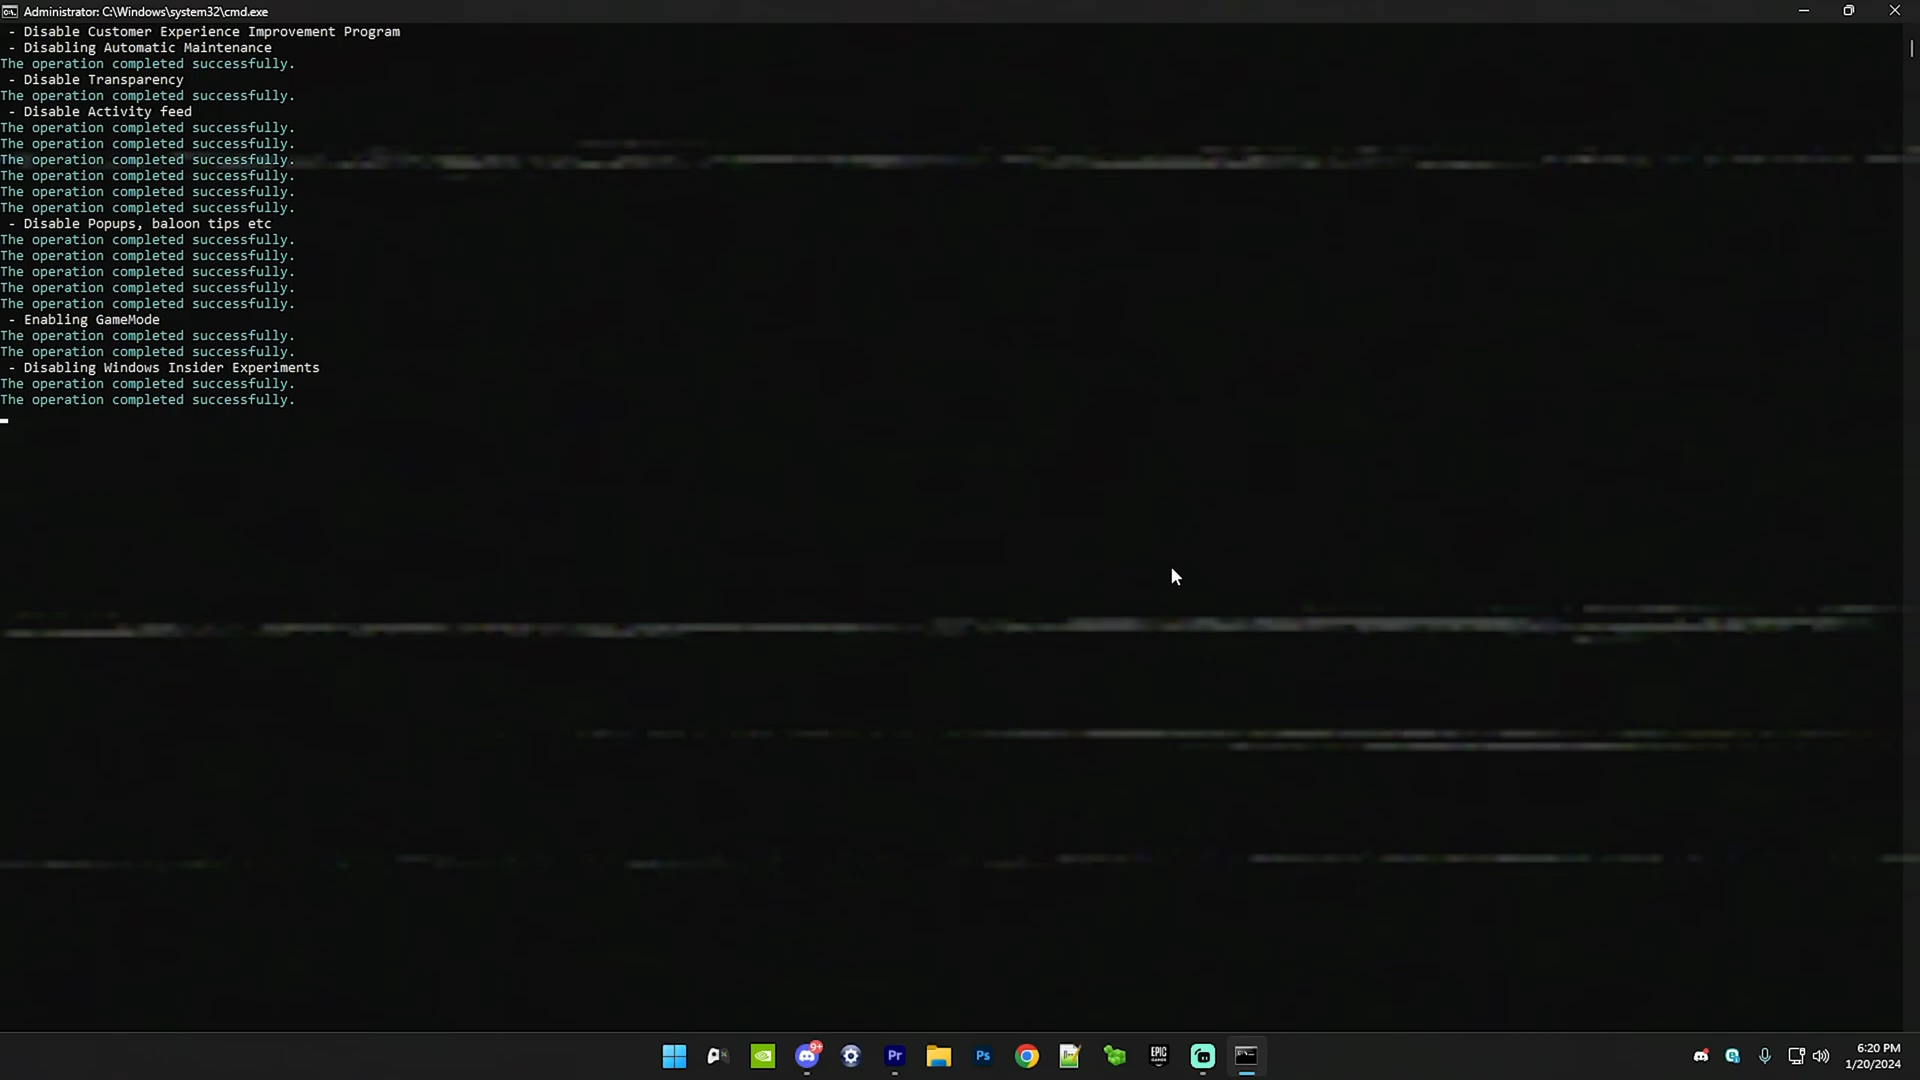 Administrator: C:\Windows\system32\cmd.exe
- Disable Customer Experience Improvement Program
- Disabling Automatic Maintenance
The operation completed successfully.
- Disable Transparency
The operation completed successfully.
- Disable Activity feed
The operation completed successfully.
The operation completed successfully.
The operation completed successfully.
The operation completed successfully.
The operation completed successfully.
The operation completed successfully.
- Disable Popups, baloon tips etc
The operation completed successfully.
The operation completed successfully.
The operation completed successfully.
The operation completed successfully.
The operation completed successfully.
- Enabling GameMode
The operation completed successfully.
The operation completed successfully.
- Disabling Windows Insider Experiments
The operation completed successfully.
The operation completed successfully.
9+
Pr
Ps
EPIC
GAMES
6:20 PM
1/20/2024